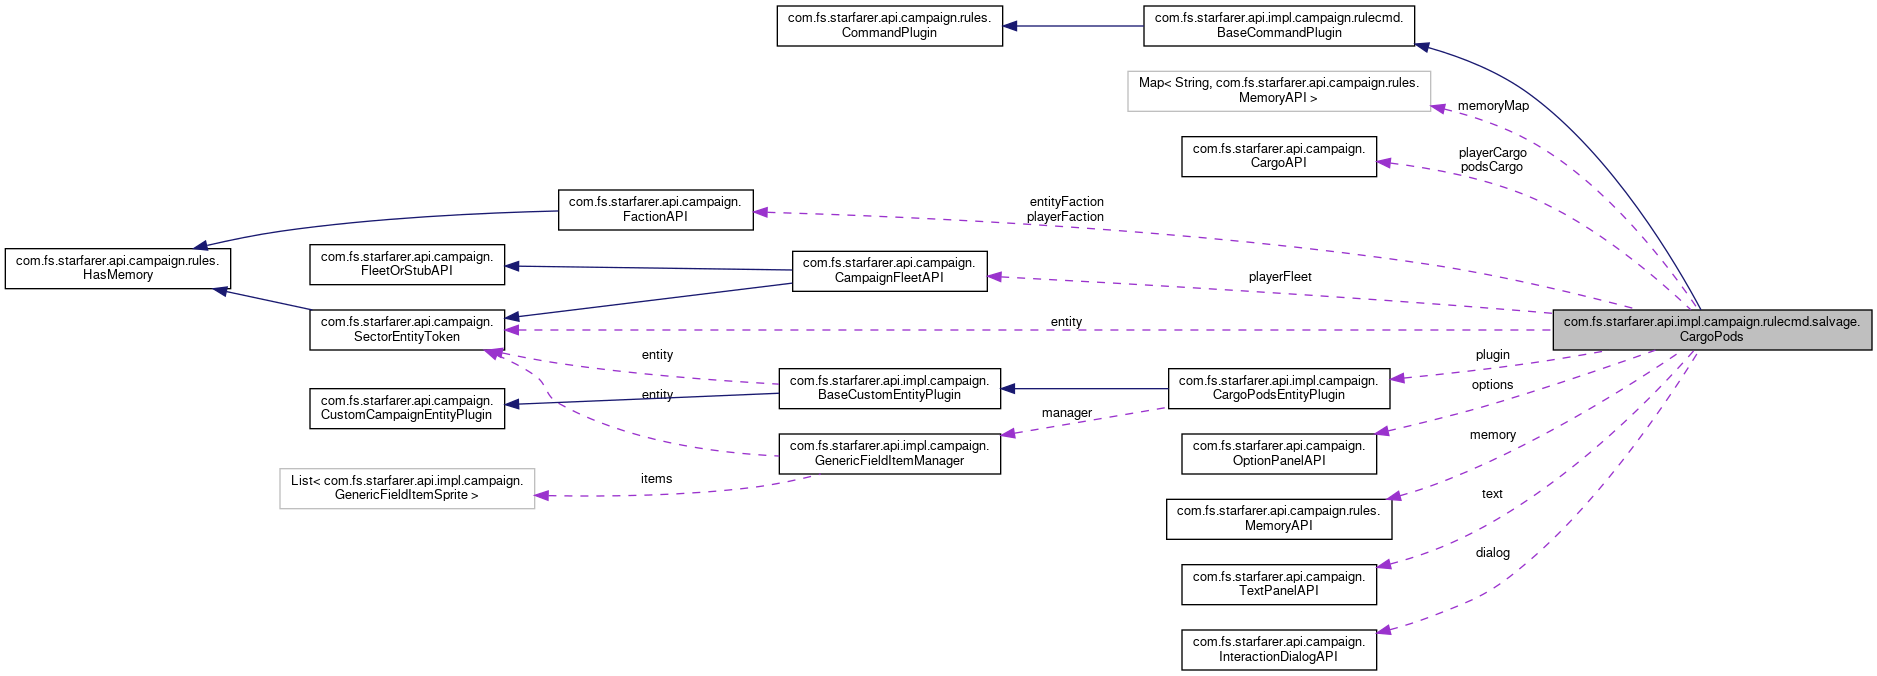 com.fs.starfarer.api.campaign.rules.
CommandPlugin
com.fs.starfarer.api.impl.campaign.rulecmd.
BaseCommandPlugin
Map< String, com.fs.starfarer.api.campaign.rules.
MemoryAPI >
memoryMap
com.fs.starfarer.api.campaign.
CargoAPI
playerCargo
podsCargo
com.fs.starfarer.api.campaign.
FactionAPI
entityFaction
playerFaction
com.fs.starfarer.api.campaign.rules.
HasMemory
com.fs.starfarer.api.campaign.
FleetOrStubAPI
com.fs.starfarer.api.campaign.
CampaignFleetAPI
playerFleet
com.fs.starfarer.api.campaign.
SectorEntityToken
entity
com.fs.starfarer.api.impl.campaign.rulecmd.salvage.
CargoPods
entity
plugin
com.fs.starfarer.api.campaign.
CustomCampaignEntityPlugin
entity
com.fs.starfarer.api.impl.campaign.
BaseCustomEntityPlugin
com.fs.starfarer.api.impl.campaign.
CargoPodsEntityPlugin
options
manager
com.fs.starfarer.api.impl.campaign.
GenericFieldItemManager
com.fs.starfarer.api.campaign.
OptionPanelAPI
memory
List< com.fs.starfarer.api.impl.campaign.
GenericFieldItemSprite >
items
com.fs.starfarer.api.campaign.rules.
MemoryAPI
text
com.fs.starfarer.api.campaign.
TextPanelAPI
dialog
com.fs.starfarer.api.campaign.
InteractionDialogAPI